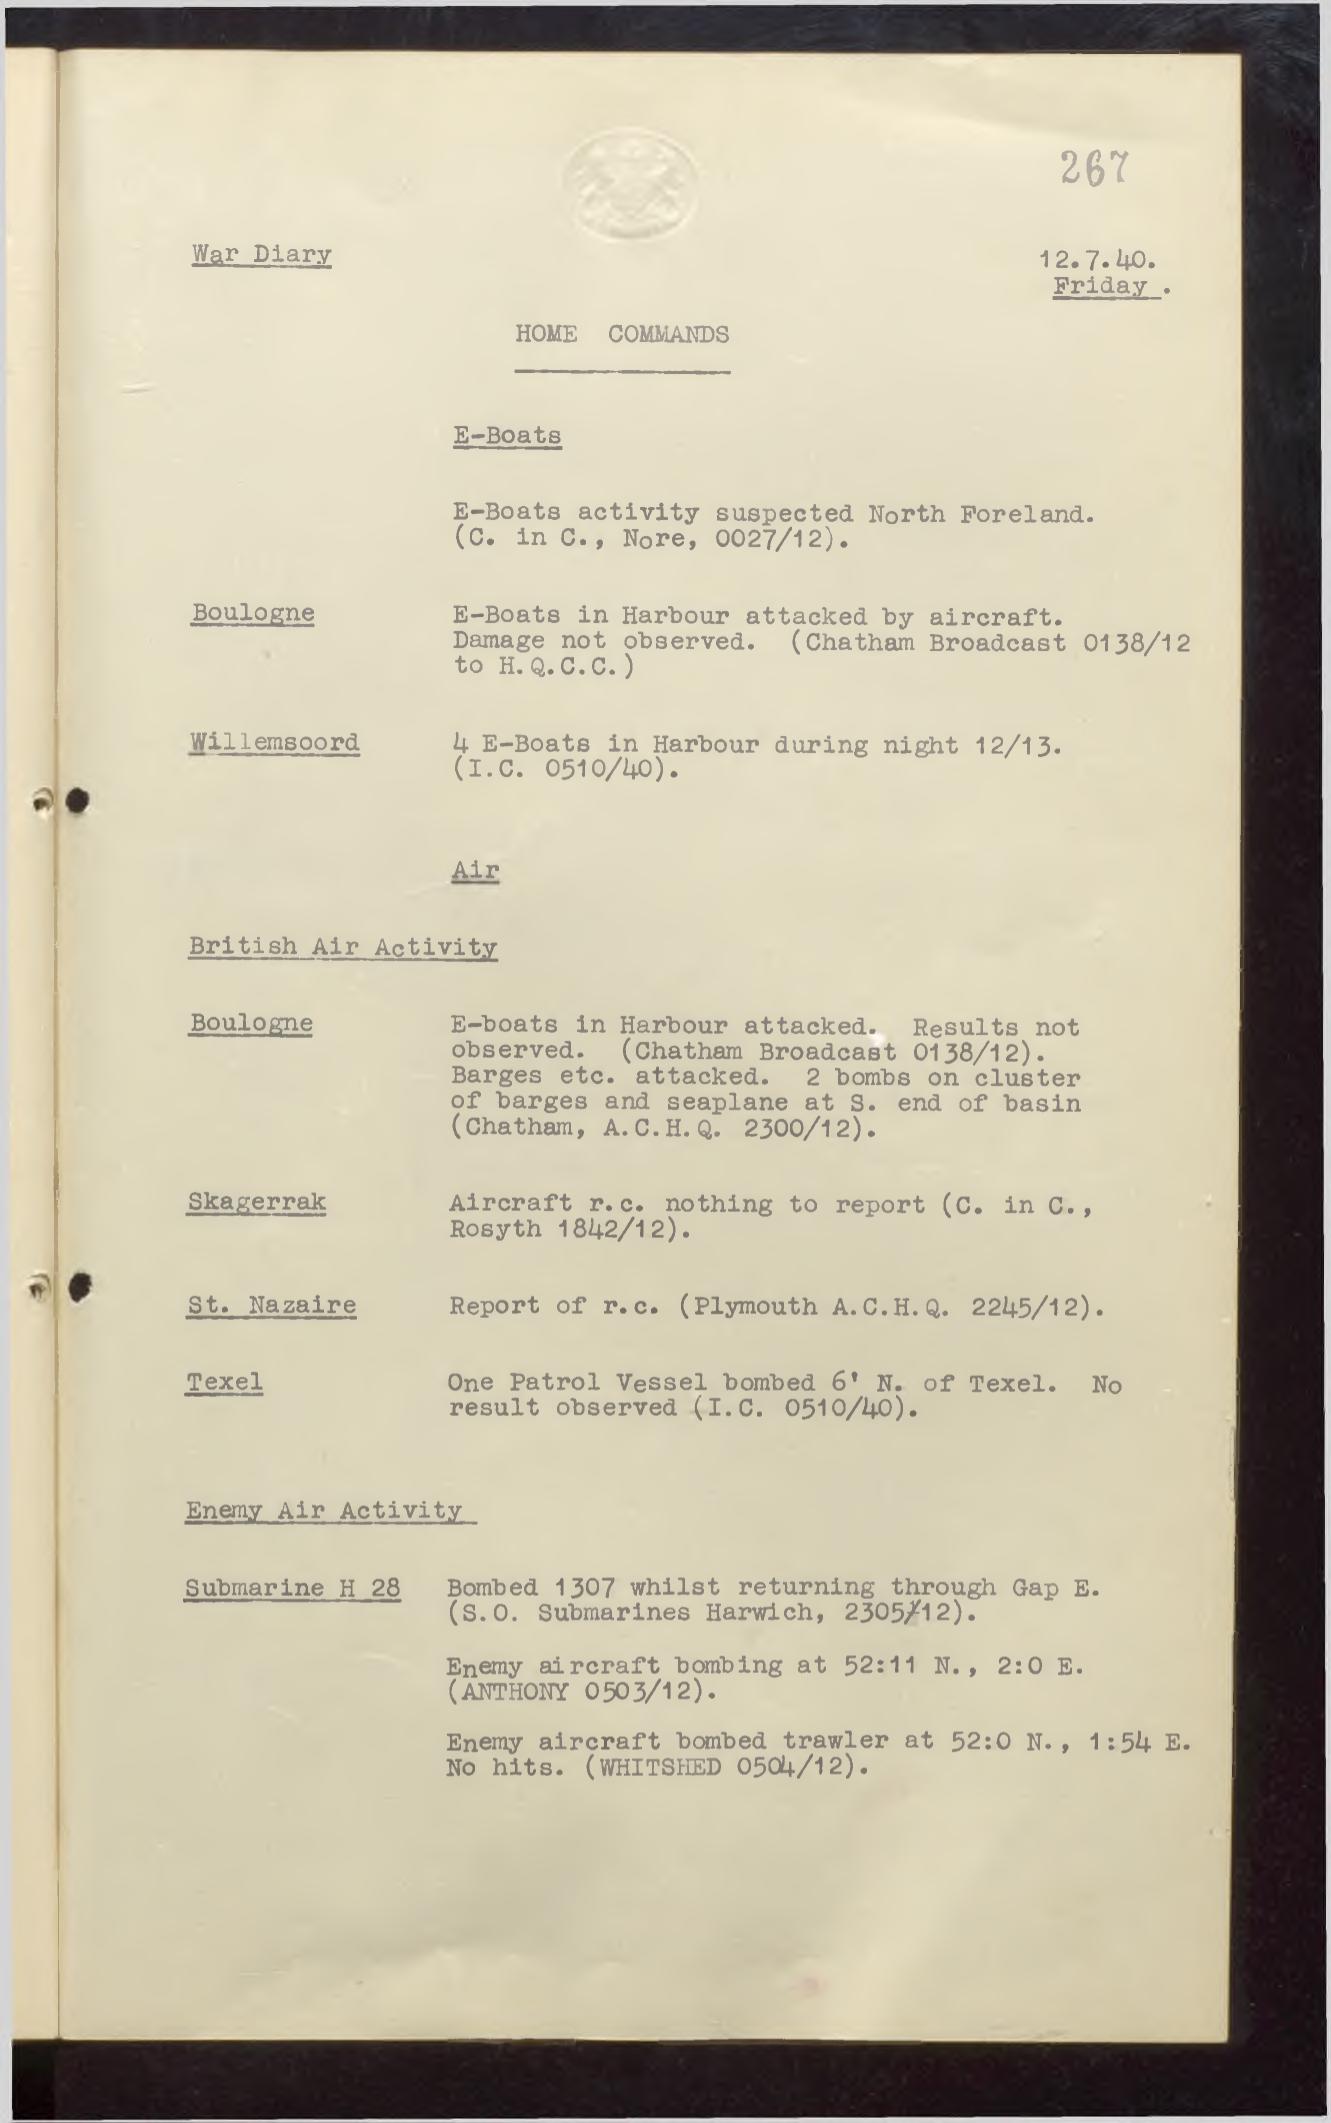 267
War Diary
12.7.40.
Friday .
HOME COMMANDS
E-Boats
E-Boats activity suspected North Foreland.
(C. in C., Nore, 0027/12).
Boulogne
E-Boats in Harbour attacked by aircraft.
Damage not observed. (Chatham Broadcast 0138/12
to H.Q.C.C.)
Willemsoord
4 E-Boats in Harbour during night 12/13.
(I.C. 0510/40).
Air
British Air Activity
Boulogne
E-boats in Harbour attacked. Results not
observed. (Chatham Broadcast 0138/12).
Barges etc. attacked. 2 bombs on cluster
of barges and seaplane at S. end of basin
(Chatham, A.C.H.Q. 2300/12).
Skagerrak
Aircraft r.c. nothing to report (C. in C.,
Rosyth 1842/12).
St. Nazaire
Report of r.c. (Plymouth A.C.H.Q. 2245/12).
Texel
One Patrol Vessel bombed 6' N. of Texel. No
result observed (I.C. 0510/40).
Enemy Air Activity
Submarine H 28
Bombed 1307 whilst returning through Gap E.
(S.O. Submarines Harwich, 2305/12).
Enemy aircraft bombing at 52:11 N., 2:0 E.
(ANTHONY 0503/12).
Enemy aircraft bombed trawler at 52:0 N., 1:54 E.
No hits. (WHITSHED 0504/12).